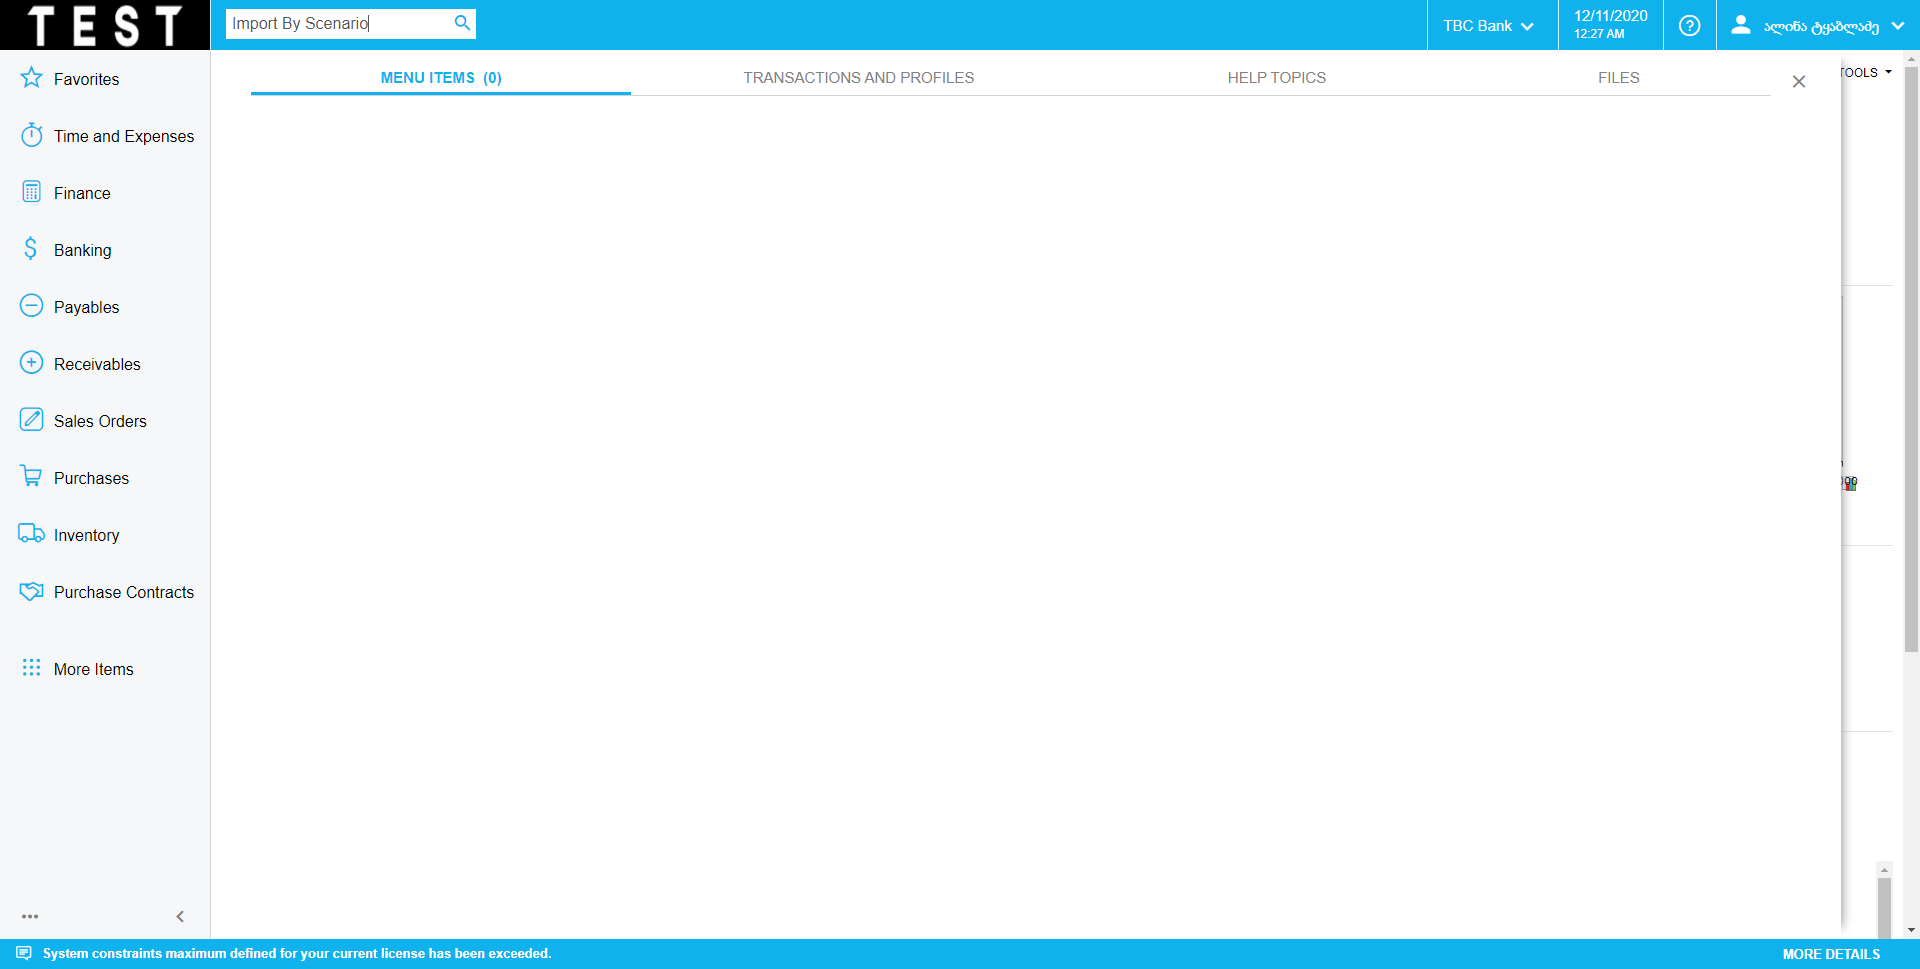 TEST
Import By Scenario
TBC Bank
12/11/2020
12:27 AM
ალინა ტყაბლაძე
TOOLS
Favorites
Time and Expenses
Finance
Banking
Payables
Receivables
Sales Orders
Purchases
Inventory
Purchase Contracts
More Items
MENU ITEMS (0)
TRANSACTIONS AND PROFILES
HELP TOPICS
FILES
System constraints maximum defined for your current license has been exceeded.
MORE DETAILS